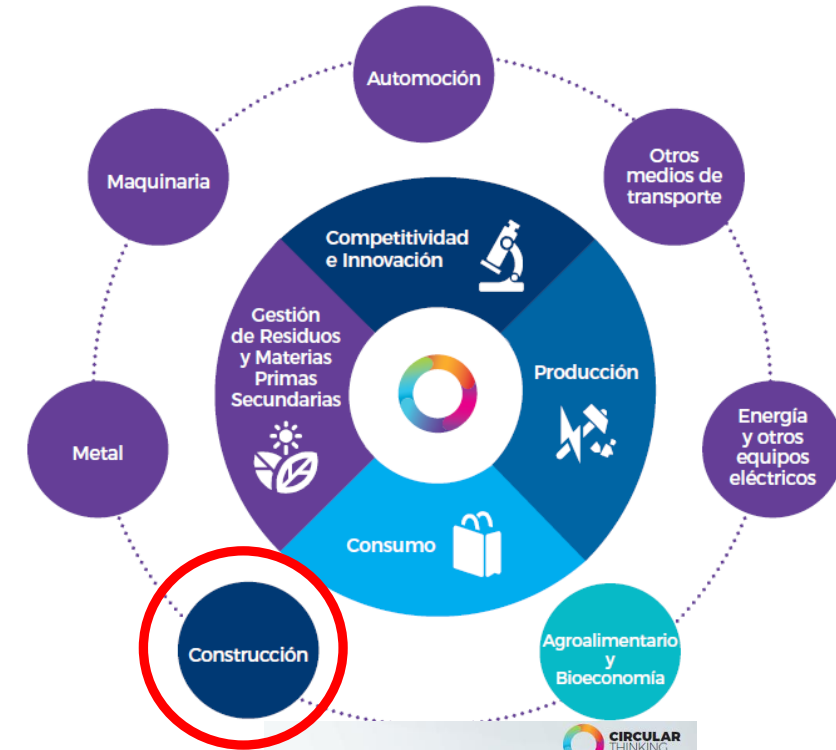 Automoción
Otros
medios de
transporte
Maquinaria
Competitividad
e Innovación
Gestión
de Residuos
y Materias
Primas
Secundarias
Producción
Energía
y otros
equipos
eléctricos
Metal
Consumo
Construcción
Agroalimentario
y
Bioeconomía
CIRCULAR
THINKING